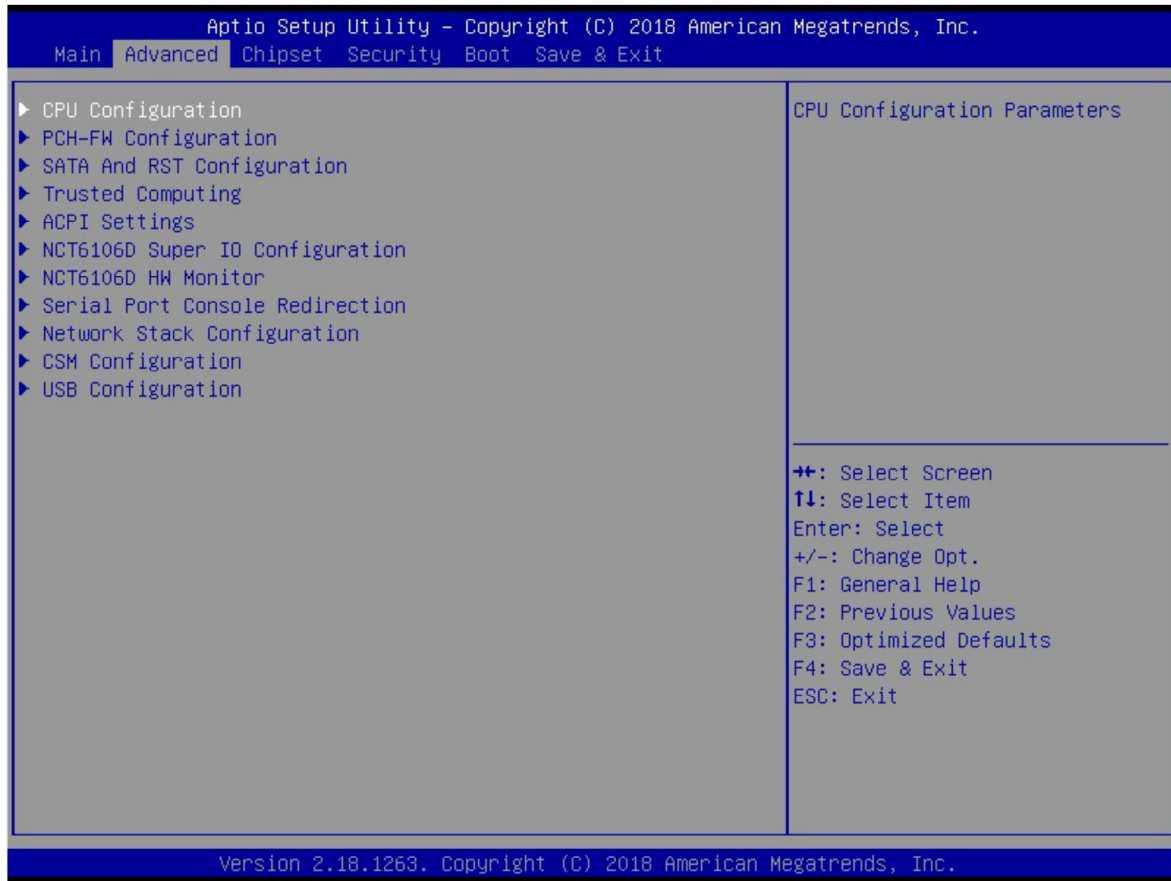 Aptio Setup Utility – Copyright (C) 2018 American Megatrends, Inc.
Main Advanced Chipset Security Boot Save & Exit
▶ CPU Configuration
▶ PCH-FW Configuration
▶ SATA And RST Configuration
▶ Trusted Computing
▶ ACPI Settings
▶ NCT6106D Super IO Configuration
▶ NCT6106D HW Monitor
▶ Serial Port Console Redirection
▶ Network Stack Configuration
▶ CSM Configuration
▶ USB Configuration
CPU Configuration Parameters
→←: Select Screen
↑↓: Select Item
Enter: Select
+/-: Change Opt.
F1: General Help
F2: Previous Values
F3: Optimized Defaults
F4: Save & Exit
ESC: Exit
Version 2.18.1263. Copyright (C) 2018 American Megatrends, Inc.